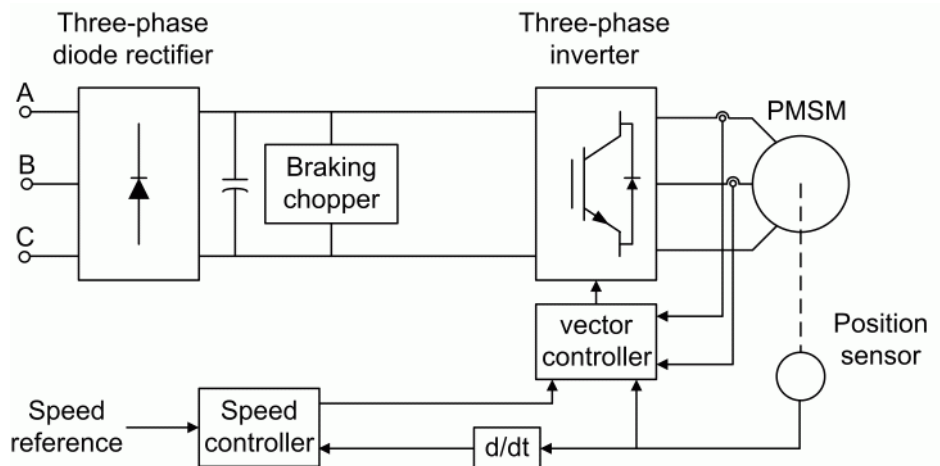 Three-phase
diode rectifier
Three-phase
inverter
A
B
C
Braking
chopper
PMSM
vector
controller
Position
sensor
Speed
reference
Speed
controller
d/dt